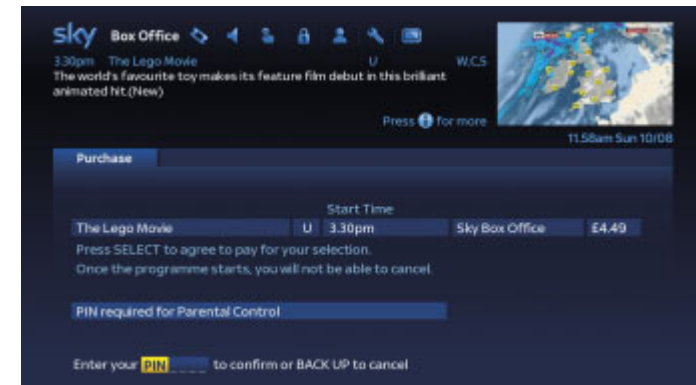 sky Box Office
3.30pm The Lego Movie U W,C,S
The world's favourite toy makes its feature film debut in this brilliant
animated hit.(New)
Press i for more
11.58am Sun 10/08
Purchase
Start Time
The Lego Movie U 3.30pm Sky Box Office £4.49
Press SELECT to agree to pay for your selection.
Once the programme starts, you will not be able to cancel.
PIN required for Parental Control
Enter your PIN _ _ _ _ to confirm or BACK UP to cancel